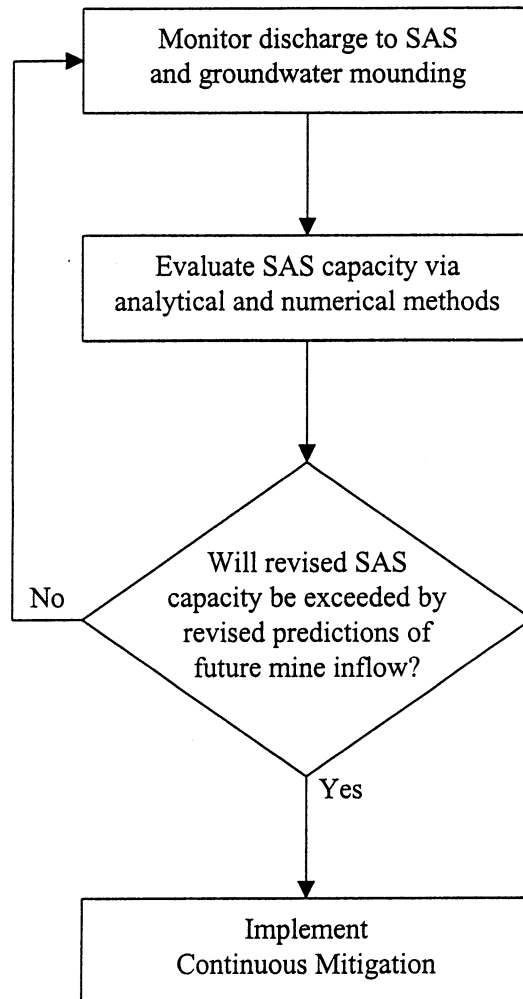 Monitor discharge to SAS
and groundwater mounding
Evaluate SAS capacity via
analytical and numerical methods
Will revised SAS
capacity be exceeded by
revised predictions of
future mine inflow?
No
Yes
Implement
Continuous Mitigation